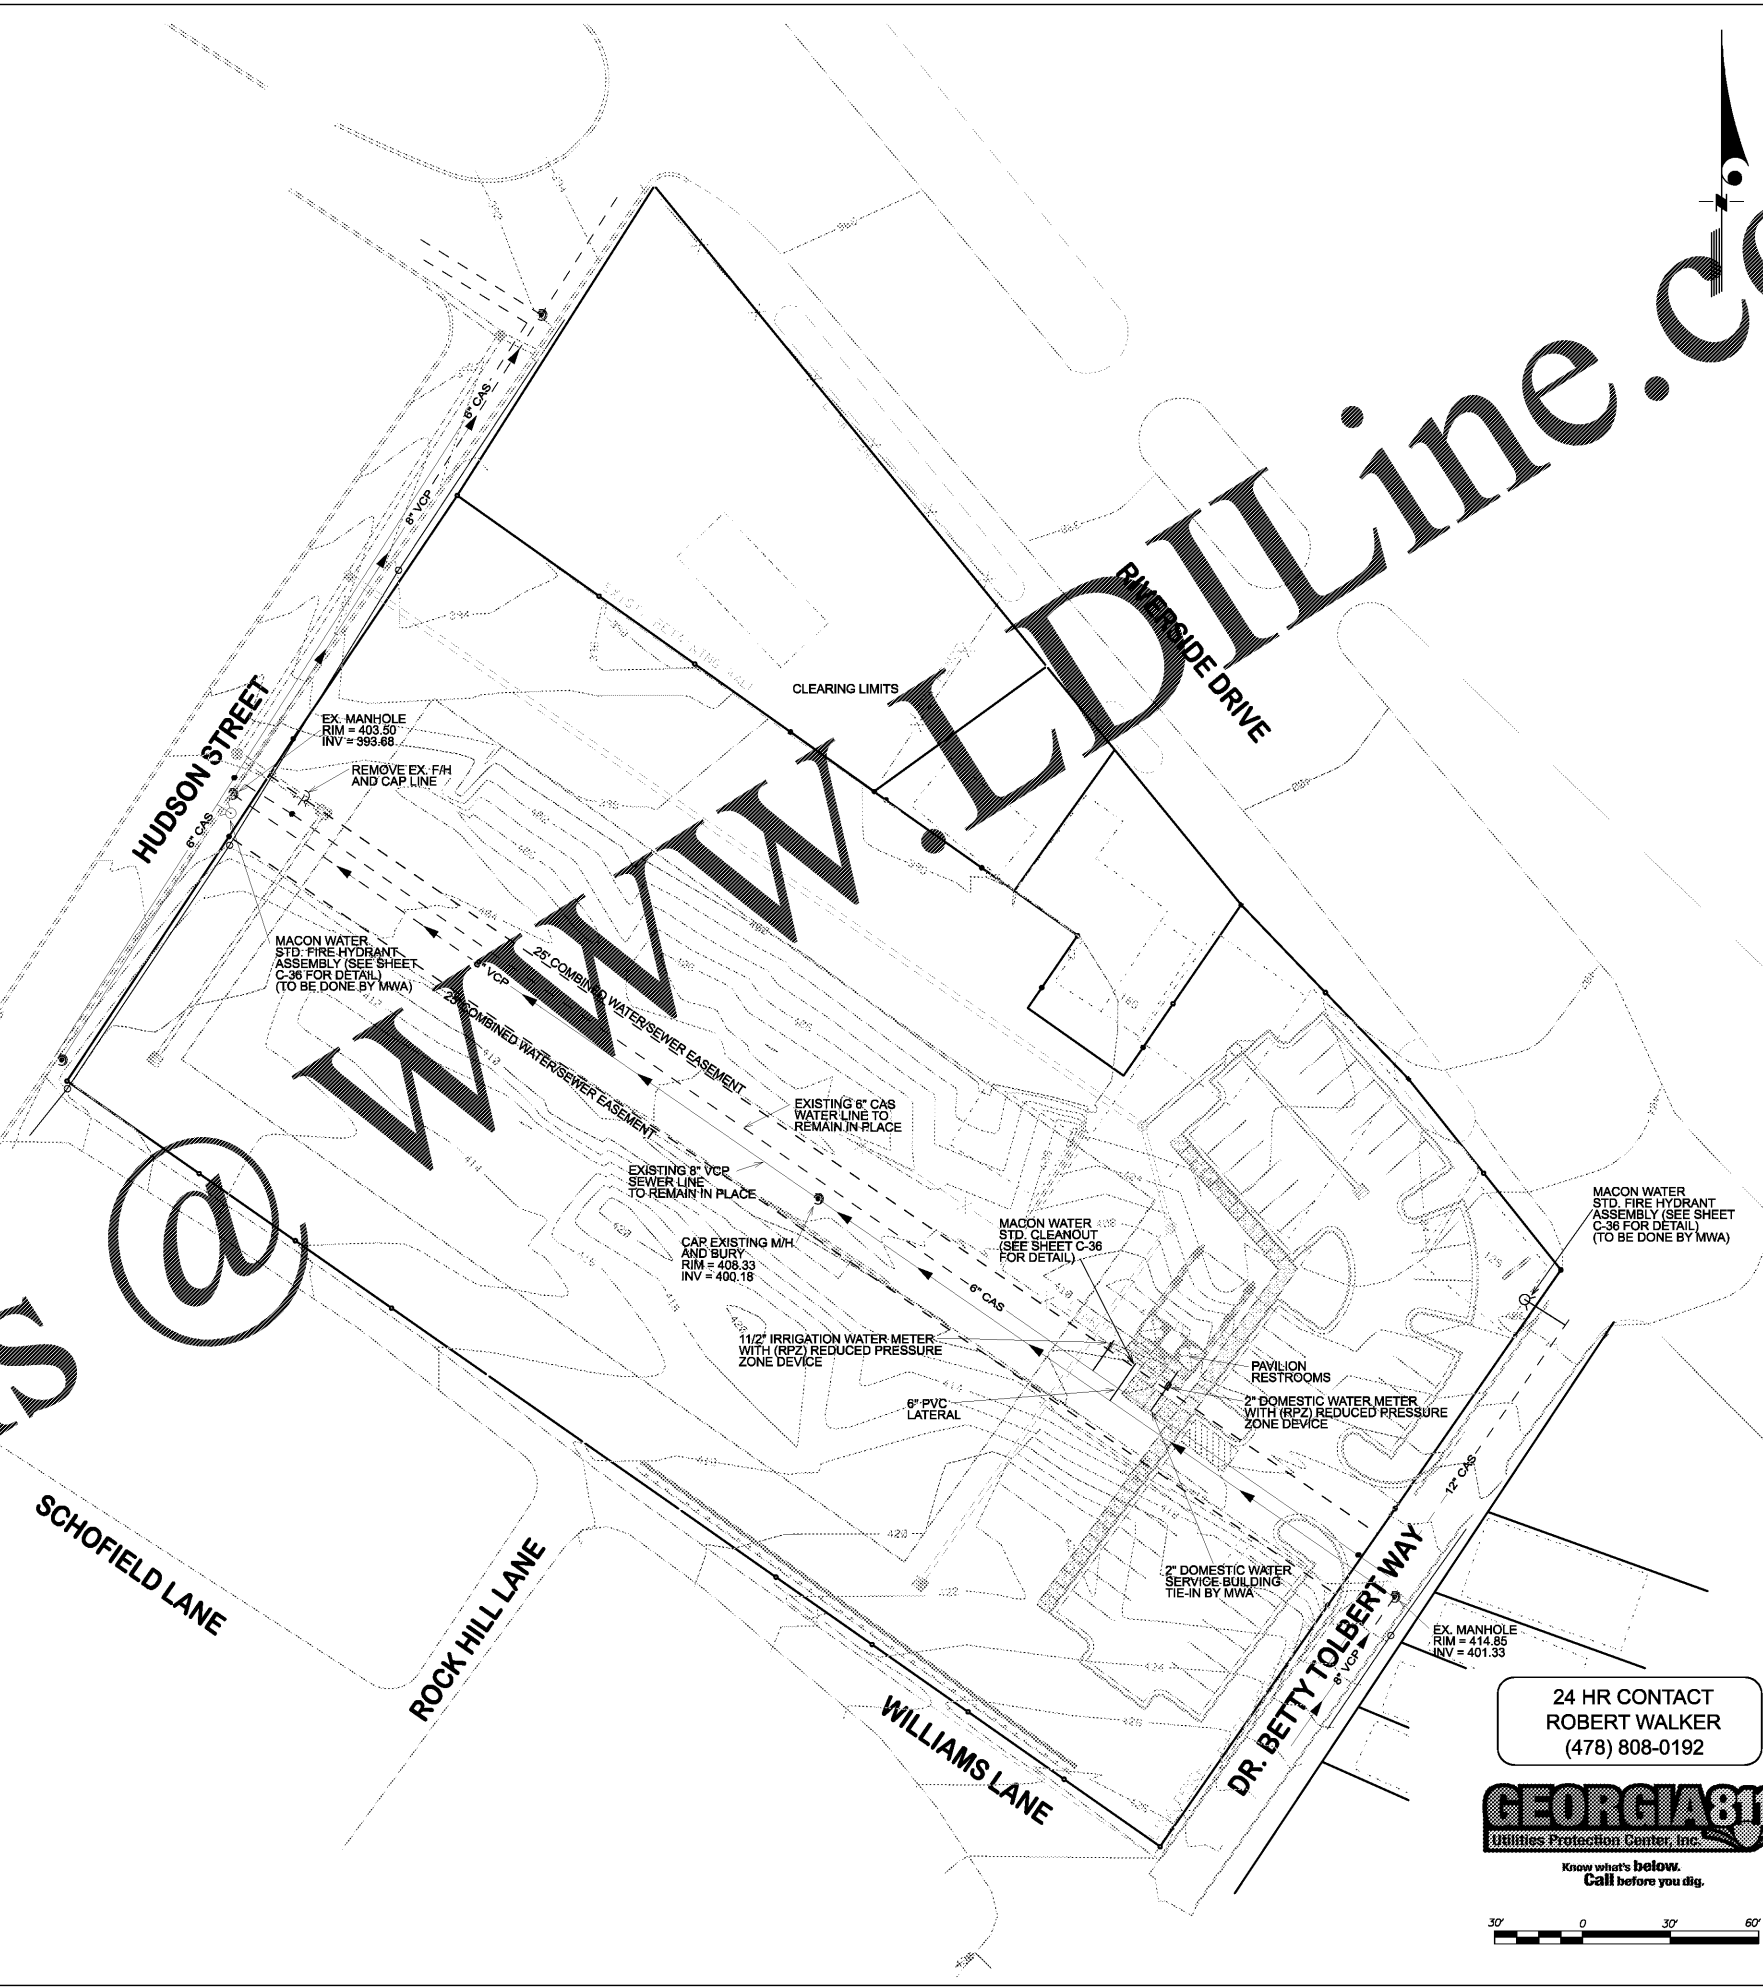 N
6" CAS
8" VCP
RIVERSIDE DRIVE
CLEARING LIMITS
HUDSON STREET
EX. MANHOLE
RIM = 403.50
INV = 393.68
REMOVE EX. F/H
AND CAP LINE
6" CAS
MACON WATER
STD. FIRE HYDRANT
ASSEMBLY (SEE SHEET
C-36 FOR DETAIL)
(TO BE DONE BY MWA)
8" VCP
25' COMBINED WATER/SEWER EASEMENT
25' COMBINED WATER/SEWER EASEMENT
EXISTING 6" CAS
WATER LINE TO
REMAIN IN PLACE
EXISTING 8" VCP
SEWER LINE
TO REMAIN IN PLACE
CAP EXISTING M/H
AND BURY
RIM = 408.33
INV = 400.18
MACON WATER
STD. CLEANOUT
(SEE SHEET C-36
FOR DETAIL)
MACON WATER
STD. FIRE HYDRANT
ASSEMBLY (SEE SHEET
C-36 FOR DETAIL)
(TO BE DONE BY MWA)
6" CAS
11/2" IRRIGATION WATER METER
WITH (RPZ) REDUCED PRESSURE
ZONE DEVICE
6" PVC
LATERAL
PAVILION
RESTROOMS
2" DOMESTIC WATER METER
WITH (RPZ) REDUCED PRESSURE
ZONE DEVICE
12" CAS
2" DOMESTIC WATER
SERVICE BUILDING
TIE-IN BY MWA
EX. MANHOLE
RIM = 414.85
INV = 401.33
8" VCP
SCHOFIELD LANE
ROCK HILL LANE
WILLIAMS LANE
DR. BETTY TOLBERT WAY
394
412
414
418
420
422
424
426
s @ www.LDILine.co
24 HR CONTACT
ROBERT WALKER
(478) 808-0192
GEORGIA811
Utilities Protection Center, Inc.
Know what's below.
Call before you dig.
30' 0 30' 60'